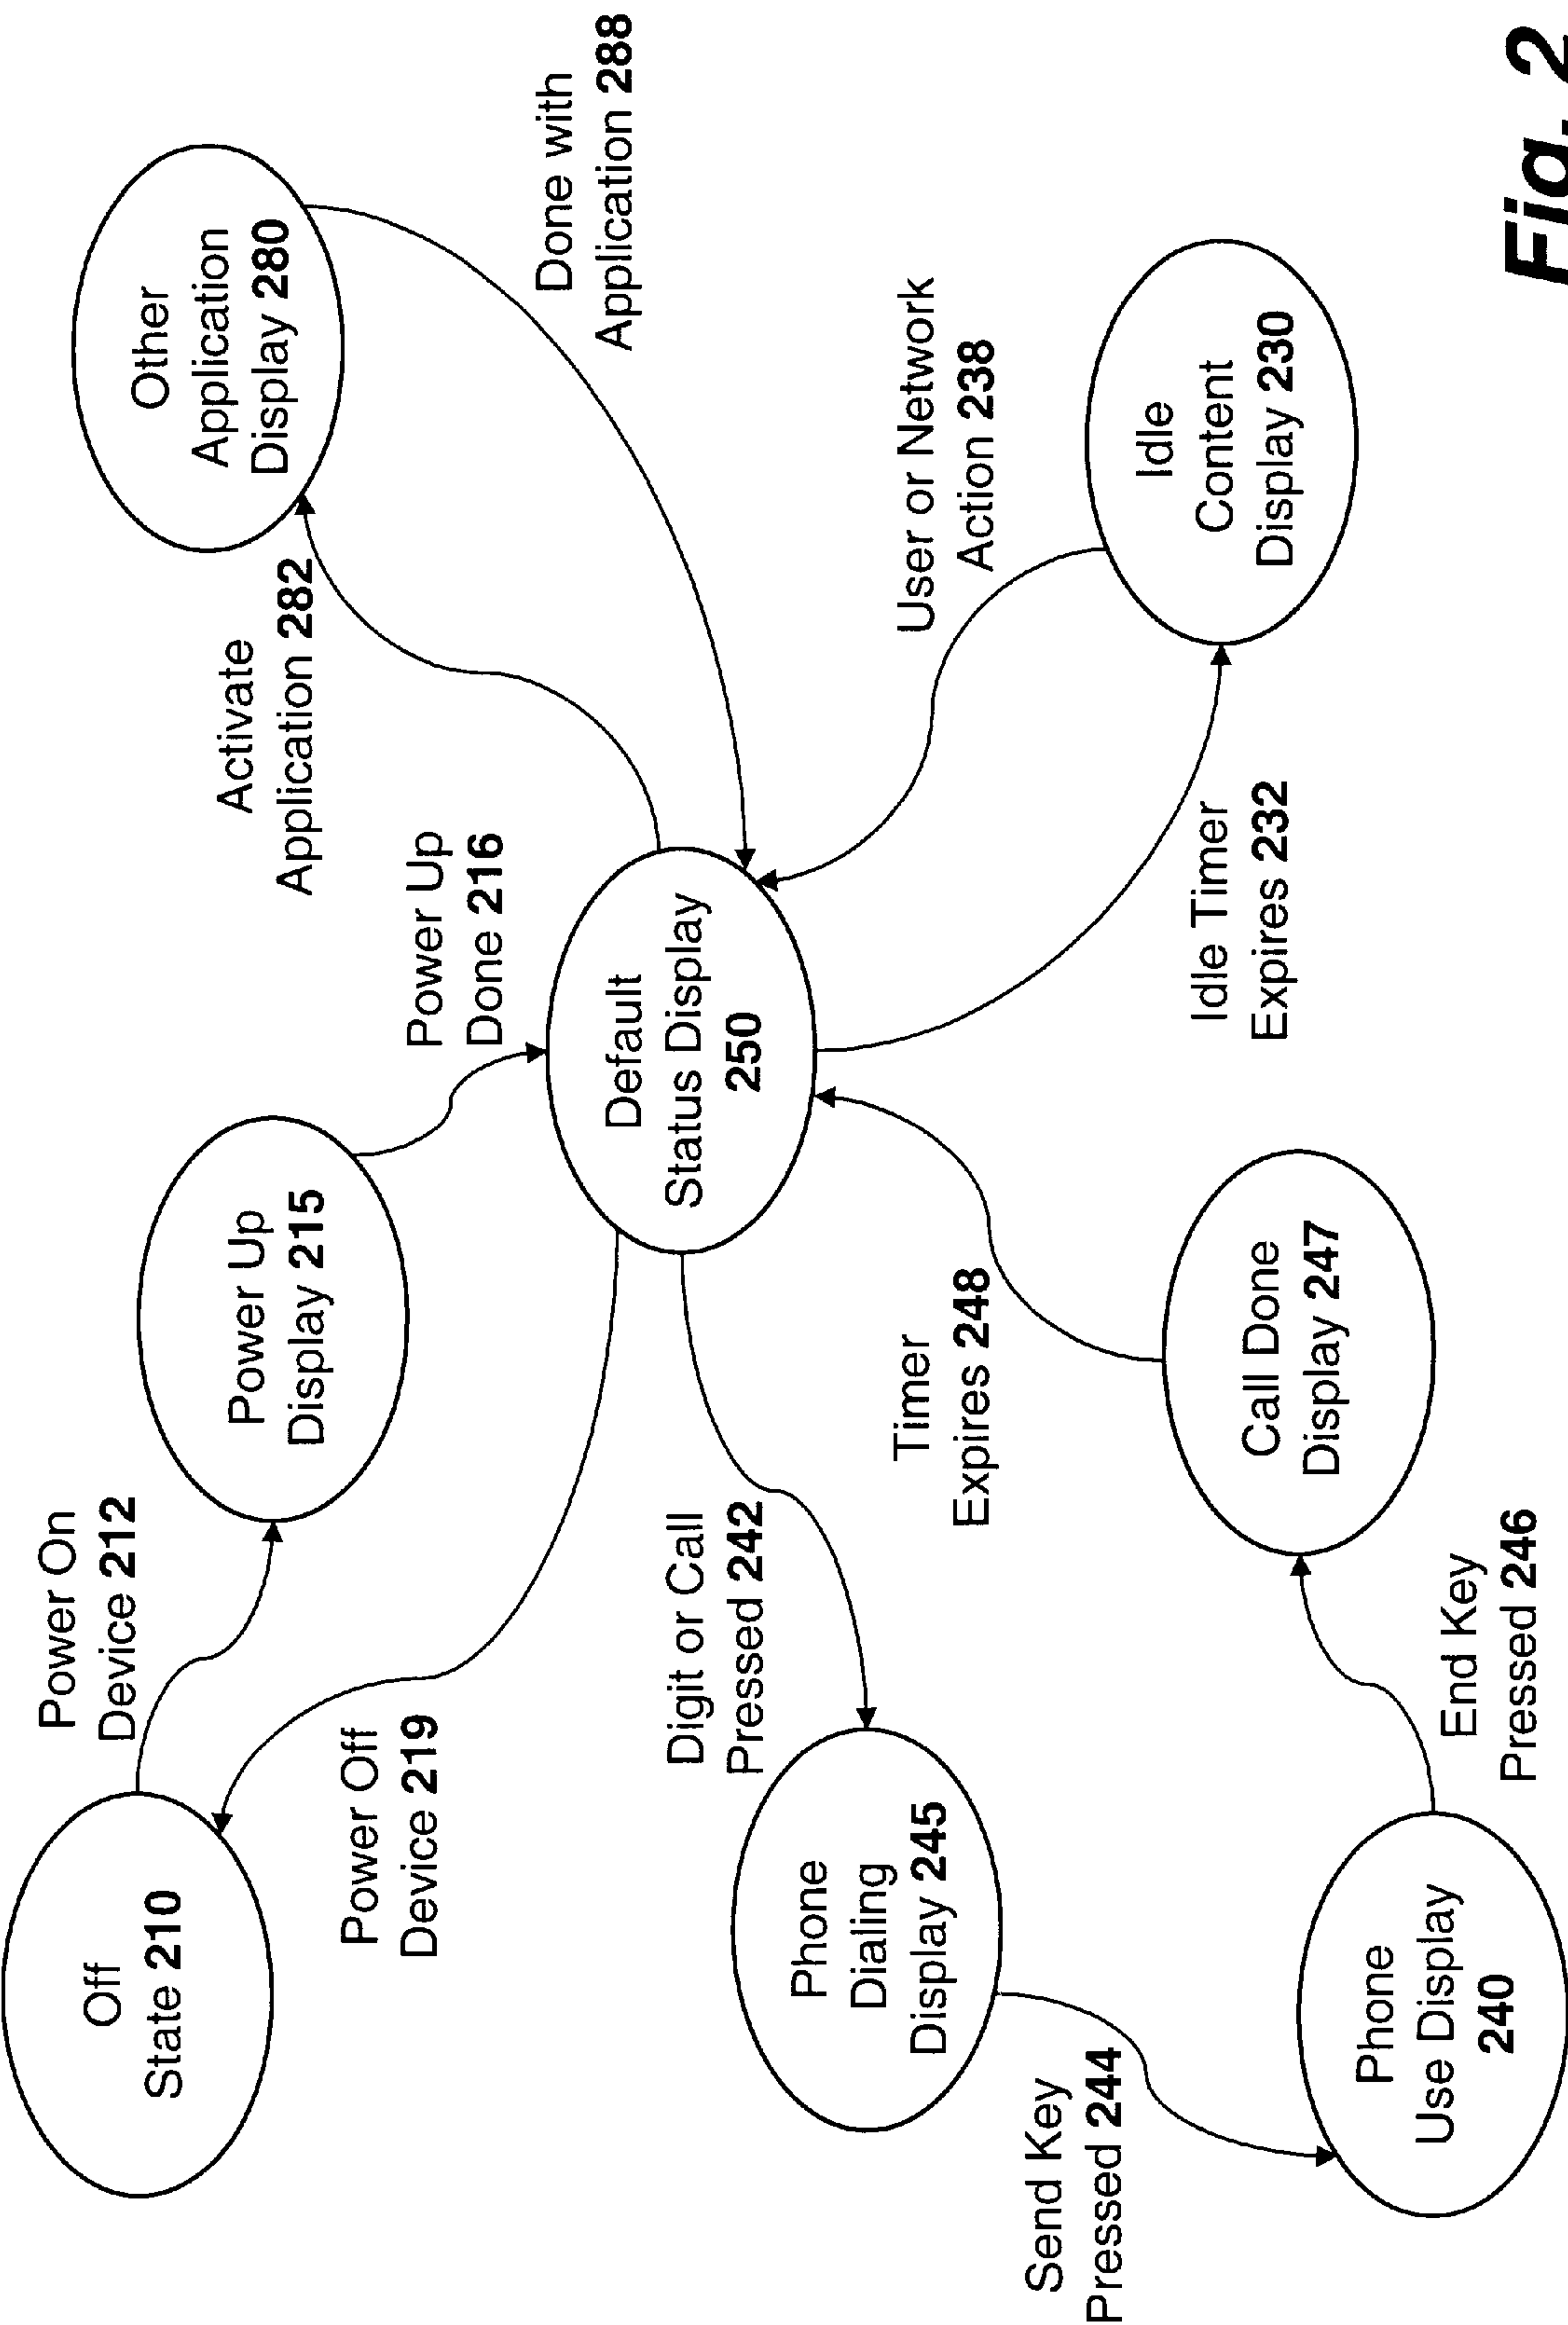 Off
State 210
Power On
Device 212
Power Up
Display 215
Power Up
Done 216
Activate
Application 282
Other
Application
Display 280
Done with
Application 288
Power Off
Device 219
Default
Status Display
250
Digit or Call
Pressed 242
Phone
Dialing
Display 245
Timer
Expires 248
User or Network
Action 238
Idle
Content
Display 230
Idle Timer
Expires 232
Send Key
Pressed 244
Phone
Use Display
240
End Key
Pressed 246
Call Done
Display 247
Fig. 2